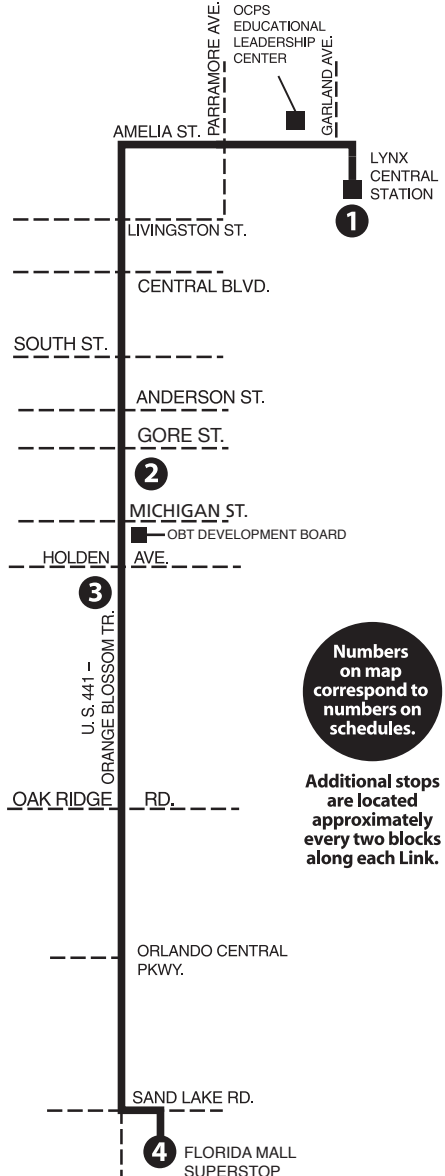 PARRAMORE AVE.
OCPS
EDUCATIONAL
LEADERSHIP
CENTER
GARLAND AVE.
AMELIA ST.
LYNX
CENTRAL
STATION
1
LIVINGSTON ST.
CENTRAL BLVD.
SOUTH ST.
ANDERSON ST.
GORE ST.
2
MICHIGAN ST.
OBT DEVELOPMENT BOARD
HOLDEN AVE.
3
U. S. 441 –
ORANGE BLOSSOM TR.
Numbers
on map
correspond to
numbers on
schedules.
Additional stops
are located
approximately
every two blocks
along each Link.
OAK RIDGE RD.
ORLANDO CENTRAL
PKWY.
SAND LAKE RD.
4
FLORIDA MALL
SUPERSTOP